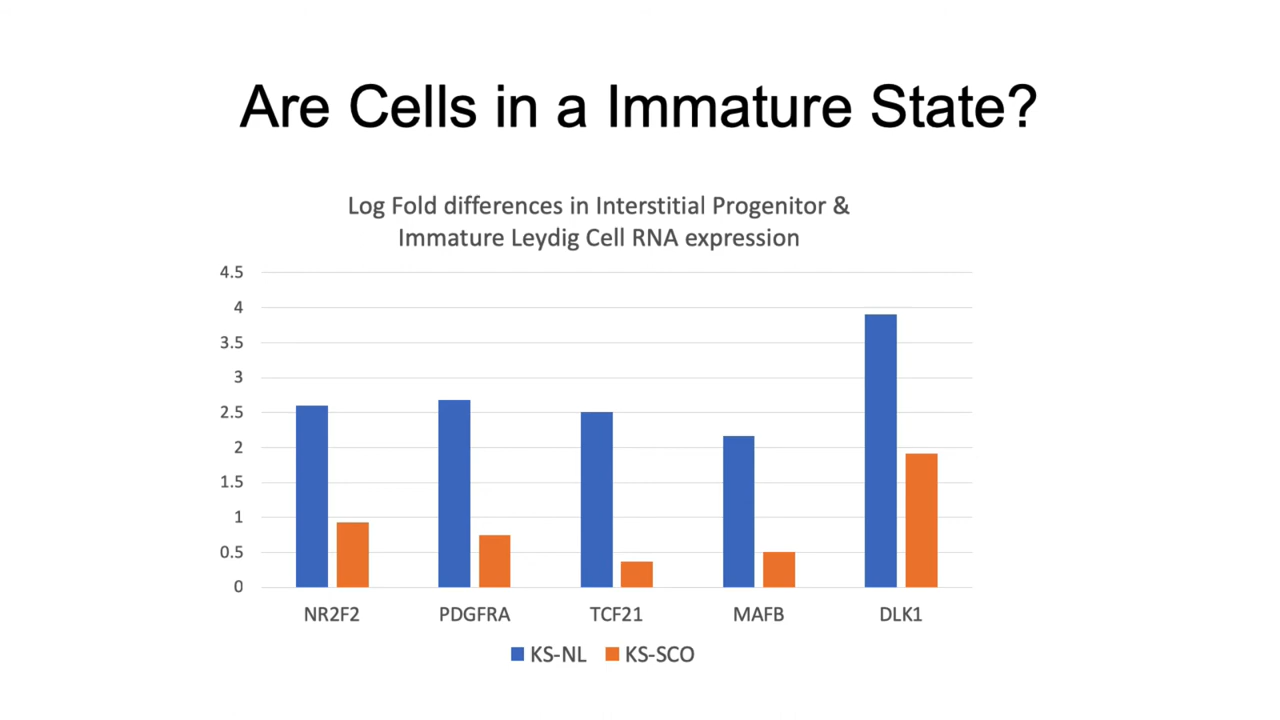 Are Cells in a Immature State?
Log Fold differences in Interstitial Progenitor &
Immature Leydig Cell RNA expression
4.5
4
3.5
3
2.5
2
1.5
1
0.5
0
NR2F2 PDGFRA TCF21 MAFB DLK1
KS-NL KS-SCO